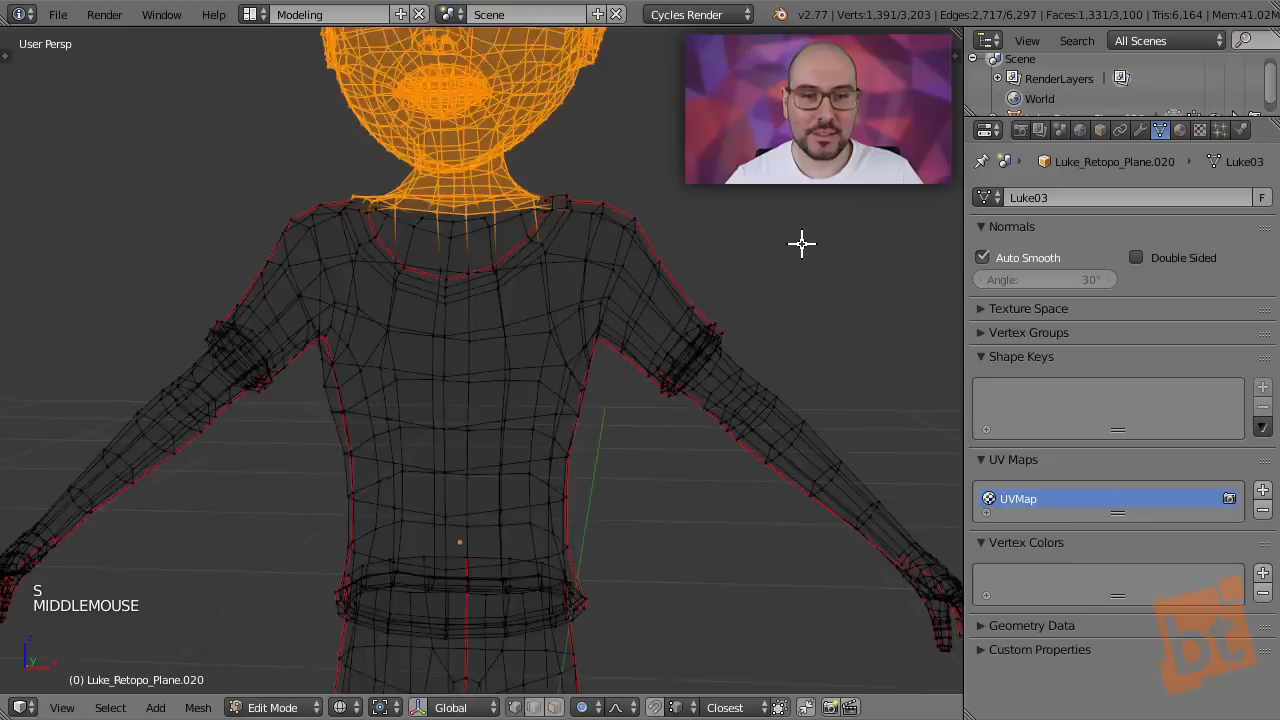 File Render Window Help Modeling Scene Cycles Render v2.77 | Verts:1,391/3,203 | Edges:2,717/6,297 | Faces:1,331/3,100 | Tris:6,164 | Mem:41.02M
User Persp
View Search All Scenes
Scene
RenderLayers
World
Luke_Retopo_Plane.020 Luke03
Luke03 F
Normals
Auto Smooth Double Sided
Angle: 30°
Texture Space
Vertex Groups
Shape Keys
UV Maps
UVMap
Vertex Colors
Geometry Data
Custom Properties
S
MIDDLEMOUSE
z
y x
(0) Luke_Retopo_Plane.020
bt
View Select Add Mesh Edit Mode Global Closest